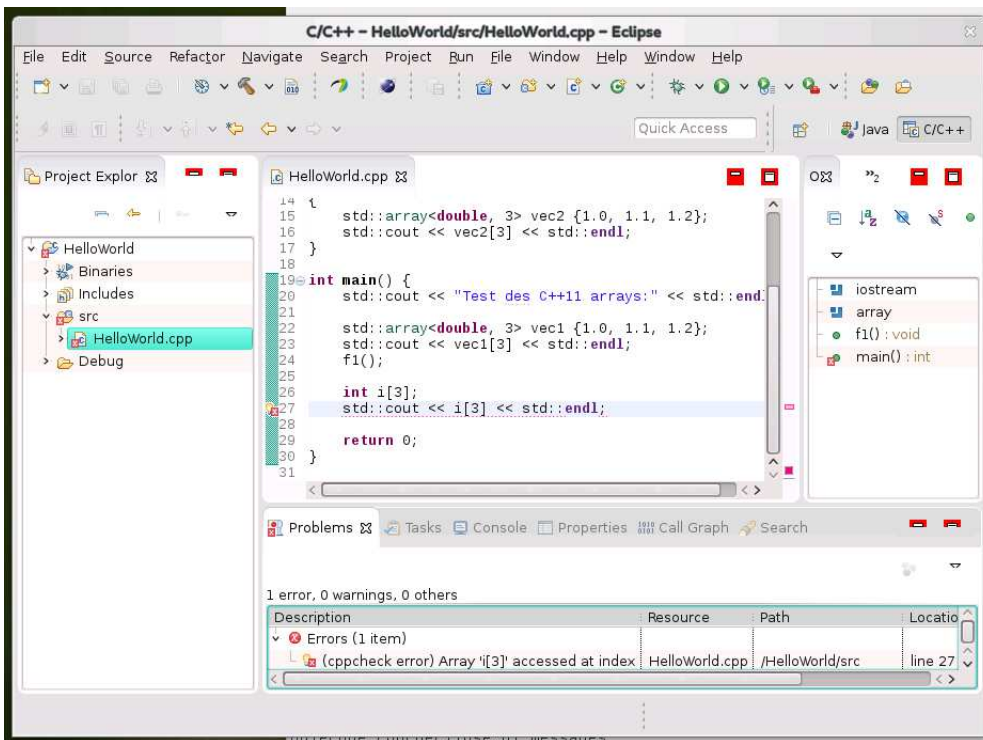 C/C++ – HelloWorld/src/HelloWorld.cpp – Eclipse
File Edit Source Refactor Navigate Search Project Run File Window Help Window Help
Quick Access
Java C/C++
Project Explor
HelloWorld
Binaries
Includes
src
HelloWorld.cpp
Debug
HelloWorld.cpp
14 {
15 std::array<double, 3> vec2 {1.0, 1.1, 1.2};
16 std::cout << vec2[3] << std::endl;
17 }
18
19 int main() {
20 std::cout << "Test des C++11 arrays:" << std::end
21
22 std::array<double, 3> vec1 {1.0, 1.1, 1.2};
23 std::cout << vec1[3] << std::endl;
24 f1();
25
26 int i[3];
27 std::cout << i[3] << std::endl;
28
29 return 0;
30 }
31
O »2
iostream
array
f1() : void
main() : int
Problems Tasks Console Properties Call Graph Search
1 error, 0 warnings, 0 others
Description Resource Path Locatio
Errors (1 item)
(cppcheck error) Array 'i[3]' accessed at index HelloWorld.cpp /HelloWorld/src line 27